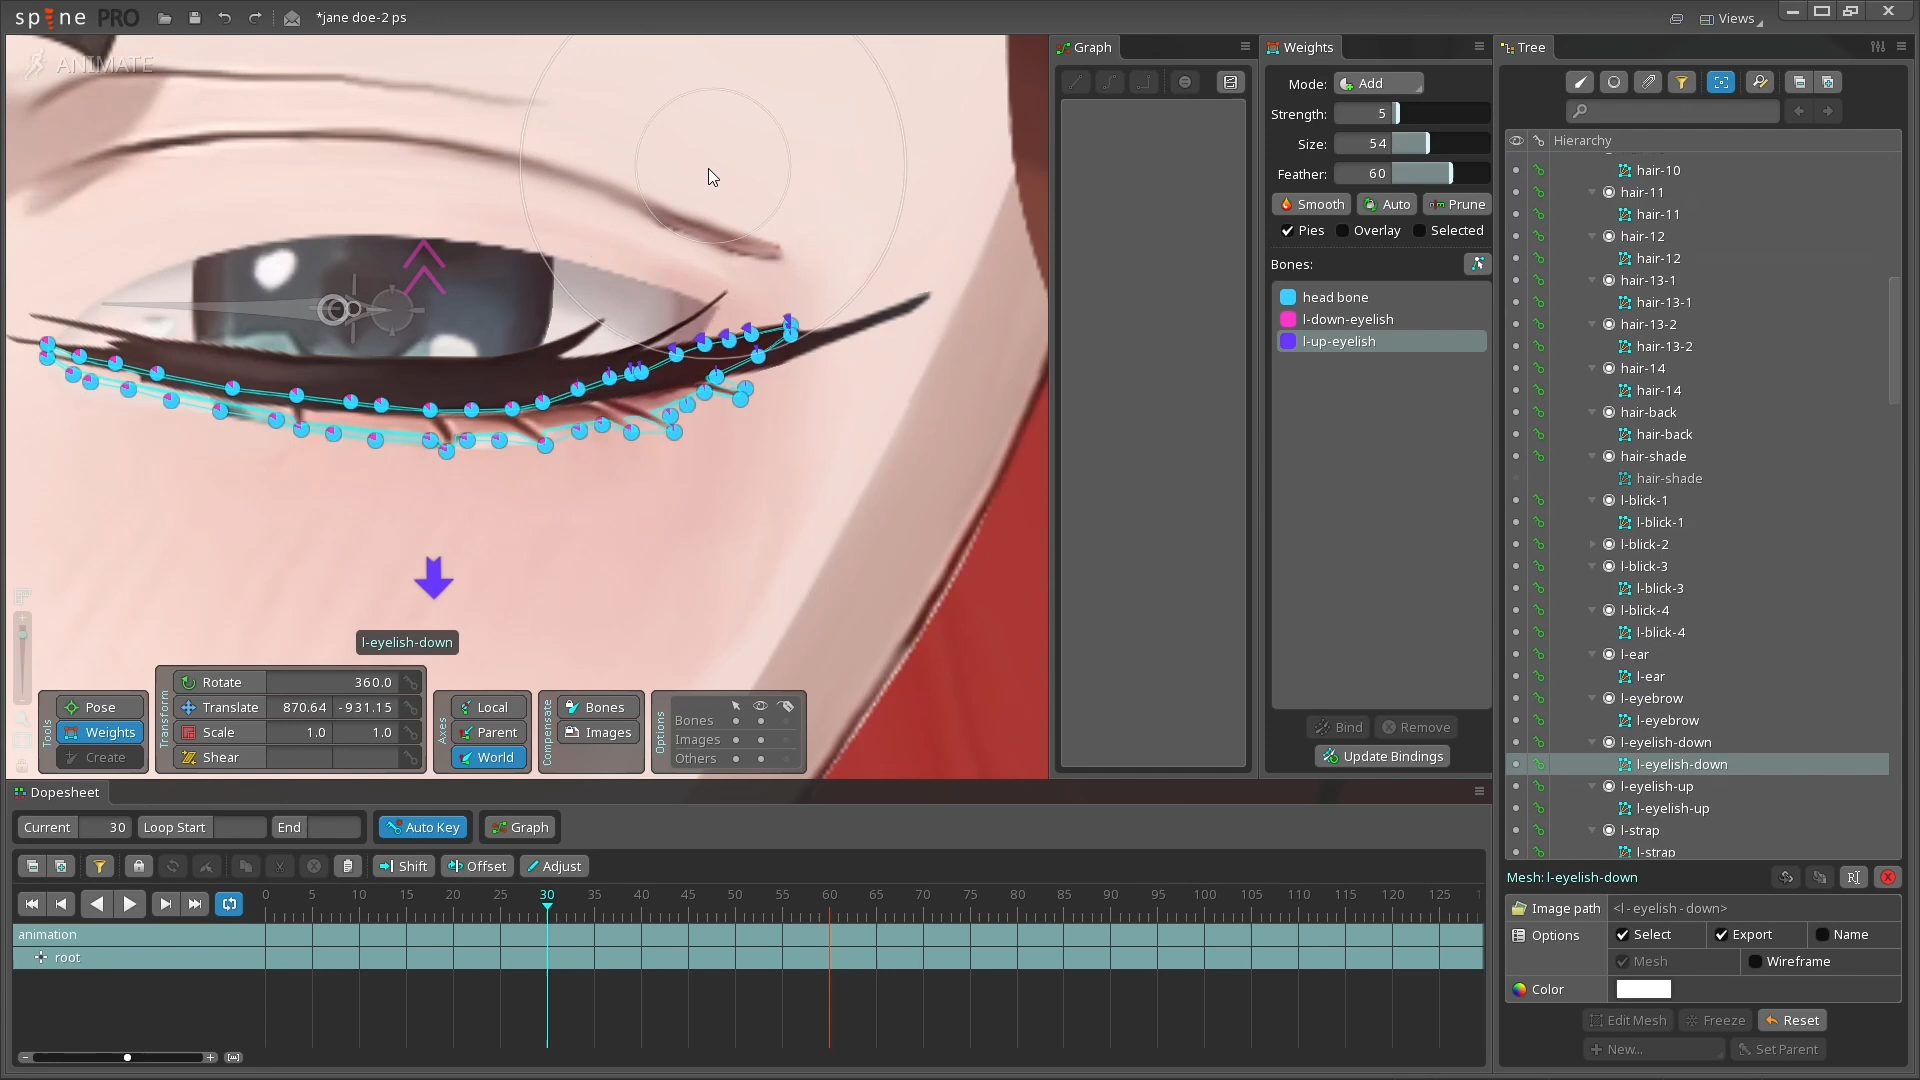 spine PRO
*jane doe-2 ps
Views
ANIMATE
Graph
Weights
Tree
Mode: Add
Strength: 5
Size: 54
Feather: 60
Smooth Auto Prune
Pies Overlay Selected
Bones:
head bone
l-down-eyelish
l-up-eyelish
Bind Remove
Update Bindings
Hierarchy
hair-10
hair-11
hair-11
hair-12
hair-12
hair-13-1
hair-13-1
hair-13-2
hair-13-2
hair-14
hair-14
hair-back
hair-back
hair-shade
hair-shade
l-blick-1
l-blick-1
l-blick-2
l-blick-3
l-blick-3
l-blick-4
l-blick-4
l-ear
l-ear
l-eyebrow
l-eyebrow
l-eyelish-down
l-eyelish-down
l-eyelish-up
l-eyelish-up
l-strap
l-strap
Mesh: l-eyelish-down
Image path <l-eyelish-down>
Options Select Export Name
Mesh Wireframe
Color
Edit Mesh Freeze Reset
New... Set Parent
l-eyelish-down
Tools
Pose
Weights
Create
Transform
Rotate 360.0
Translate 870.64 -931.15
Scale 1.0 1.0
Shear
Axes
Local
Parent
World
Compensate
Bones
Images
Options
Bones
Images
Others
Dopesheet
Current 30 Loop Start End Auto Key Graph
Shift Offset Adjust
0 5 10 15 20 25 30 35 40 45 50 55 60 65 70 75 80 85 90 95 100 105 110 115 120 125
animation
root